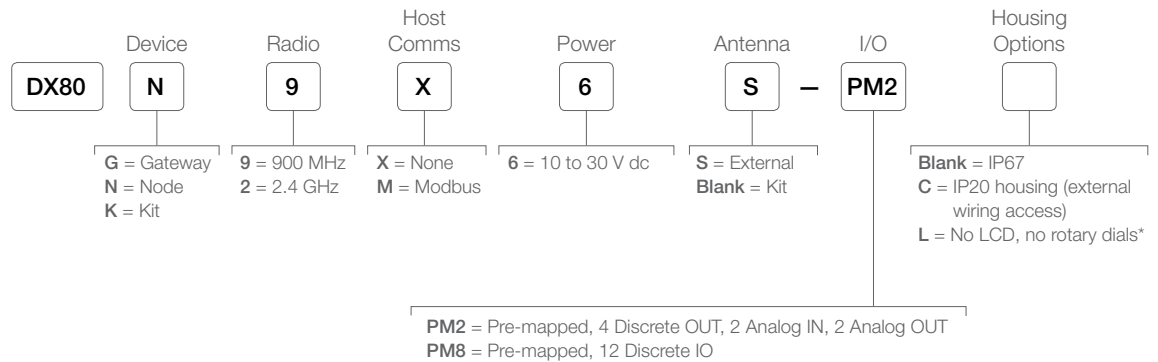 Device
Radio
Host
Comms
Power
Antenna
I/O
Housing
Options
DX80 N 9 X 6 S – PM2
G = Gateway
N = Node
K = Kit
9 = 900 MHz
2 = 2.4 GHz
X = None
M = Modbus
6 = 10 to 30 V dc
S = External
Blank = Kit
Blank = IP67
C = IP20 housing (external
wiring access)
L = No LCD, no rotary dials*
PM2 = Pre-mapped, 4 Discrete OUT, 2 Analog IN, 2 Analog OUT
PM8 = Pre-mapped, 12 Discrete IO